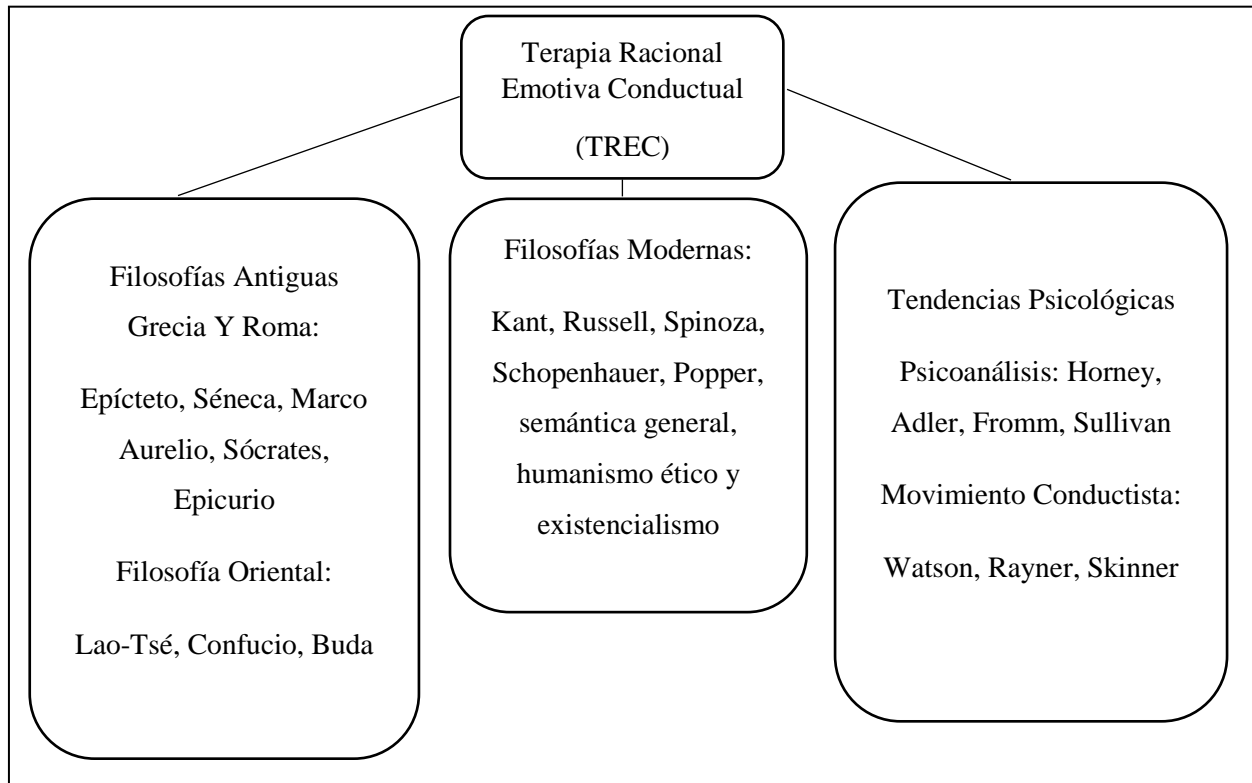 Terapia Racional
Emotiva Conductual
(TREC)
Filosofías Antiguas
Grecia Y Roma:
Epícteto, Séneca, Marco
Aurelio, Sócrates,
Epicurio
Filosofía Oriental:
Lao-Tsé, Confucio, Buda
Filosofías Modernas:
Kant, Russell, Spinoza,
Schopenhauer, Popper,
semántica general,
humanismo ético y
existencialismo
Tendencias Psicológicas
Psicoanálisis: Horney,
Adler, Fromm, Sullivan
Movimiento Conductista:
Watson, Rayner, Skinner